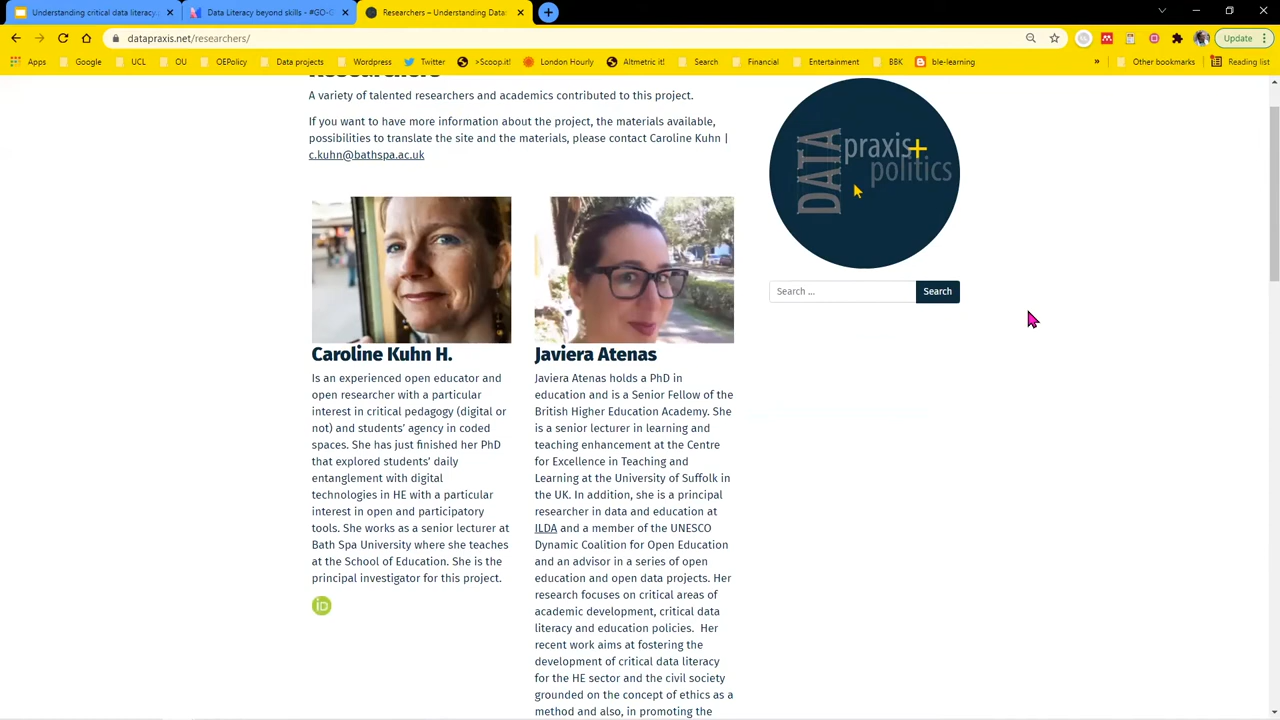 Understanding critical data literacy
Data Literacy beyond skills - #GO-G
Researchers – Understanding Data
datapraxis.net/researchers/
Update
Apps
Google
UCL
OU
OEPolicy
Data projects
Wordpress
Twitter
>Scoop.it!
London Hourly
Altmetric it!
Search
Financial
Entertainment
BBK
ble-learning
»
Other bookmarks
Reading list
Researchers
A variety of talented researchers and academics contributed to this project.
If you want to have more information about the project, the materials available,
possibilities to translate the site and the materials, please contact Caroline Kuhn |
c.kuhn@bathspa.ac.uk
DATA
praxis+
politics
Search ...
Search
Caroline Kuhn H.
Is an experienced open educator and
open researcher with a particular
interest in critical pedagogy (digital or
not) and students’ agency in coded
spaces. She has just finished her PhD
that explored students’ daily
entanglement with digital
technologies in HE with a particular
interest in open and participatory
tools. She works as a senior lecturer at
Bath Spa University where she teaches
at the School of Education. She is the
principal investigator for this project.
iD
Javiera Atenas
Javiera Atenas holds a PhD in
education and is a Senior Fellow of the
British Higher Education Academy. She
is a senior lecturer in learning and
teaching enhancement at the Centre
for Excellence in Teaching and
Learning at the University of Suffolk in
the UK. In addition, she is a principal
researcher in data and education at
ILDA and a member of the UNESCO
Dynamic Coalition for Open Education
and an advisor in a series of open
education and open data projects. Her
research focuses on critical areas of
academic development, critical data
literacy and education policies.  Her
recent work aims at fostering the
development of critical data literacy
for the HE sector and the civil society
grounded on the concept of ethics as a
method and also, in promoting the